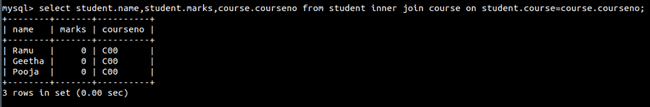 mysql> select student.name,student.marks,course.courseno from student inner join course on student.course=course.courseno;
+--------+-------+----------+
| name   | marks | courseno |
+--------+-------+----------+
| Ramu   |     0 | C00      |
| Geetha |     0 | C00      |
| Pooja  |     0 | C00      |
+--------+-------+----------+
3 rows in set (0.00 sec)